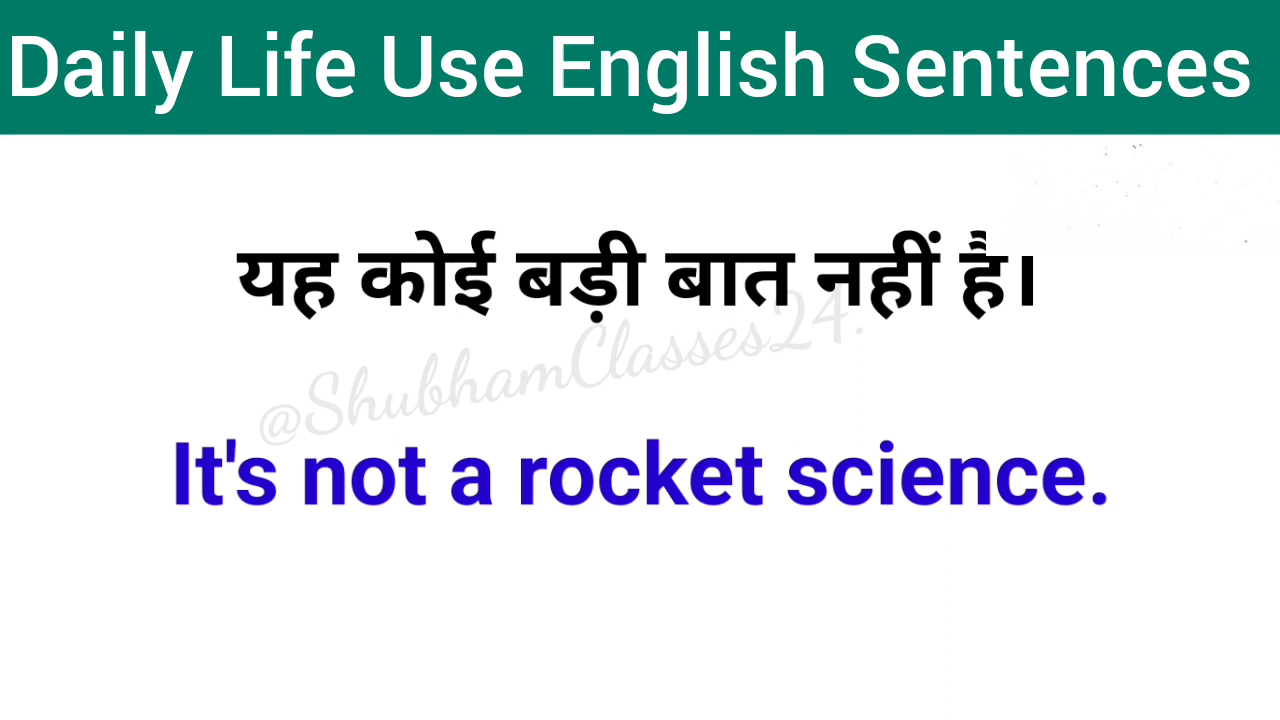 Daily Life Use English Sentences
यह कोई बड़ी बात नहीं है।
@ShubhamClasses24.
It's not a rocket science.